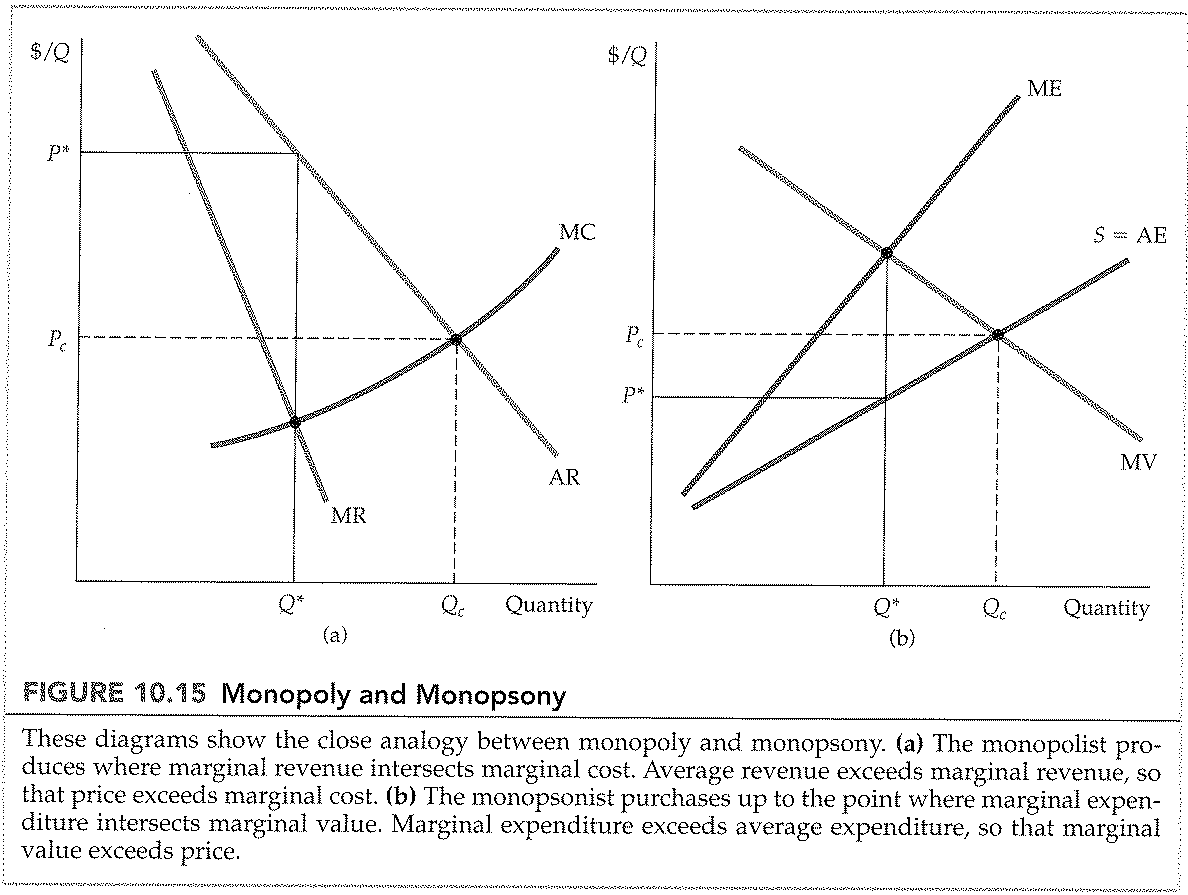 $/Q
P*
P_c
MC
AR
MR
Q*
Q_c
Quantity
(a)
$/Q
ME
S = AE
P_c
P*
MV
Q*
Q_c
Quantity
(b)
FIGURE 10.15 Monopoly and Monopsony
These diagrams show the close analogy between monopoly and monopsony. (a) The monopolist pro-
duces where marginal revenue intersects marginal cost. Average revenue exceeds marginal revenue, so
that price exceeds marginal cost. (b) The monopsonist purchases up to the point where marginal expen-
diture intersects marginal value. Marginal expenditure exceeds average expenditure, so that marginal
value exceeds price.